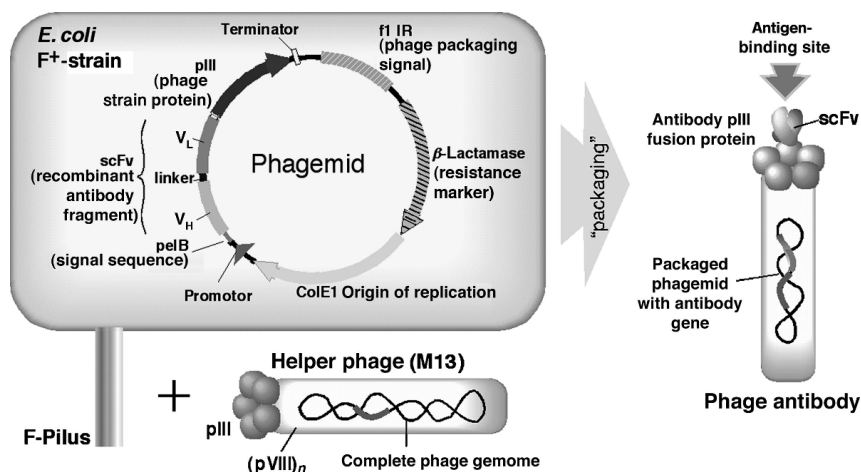 E. coli
F+-strain
Terminator
f1 IR
(phage packaging
signal)
pIII
(phage
strain protein)
VL
scFv
(recombinant
antibody
fragment)
linker
VH
pelB
(signal sequence)
Promotor
Phagemid
β-Lactamase
(resistance
marker)
ColE1 Origin of replication
"packaging"
Antigen-
binding site
Antibody pIII
fusion protein
scFv
Packaged
phagemid
with antibody
gene
Phage antibody
F-Pilus
+
Helper phage (M13)
pIII
(pVIII)n
Complete phage gemome